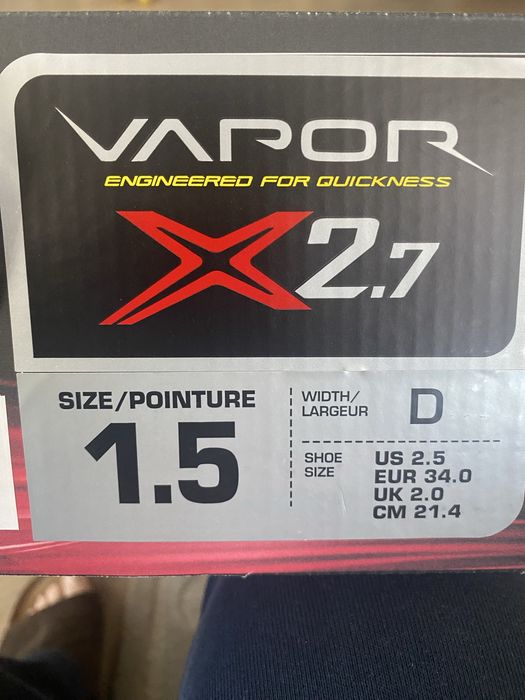 VAPOR
ENGINEERED FOR QUICKNESS
X2.7
SIZE/POINTURE
1.5
WIDTH/
LARGEUR
D
SHOE
SIZE
US 2.5
EUR 34.0
UK 2.0
CM 21.4